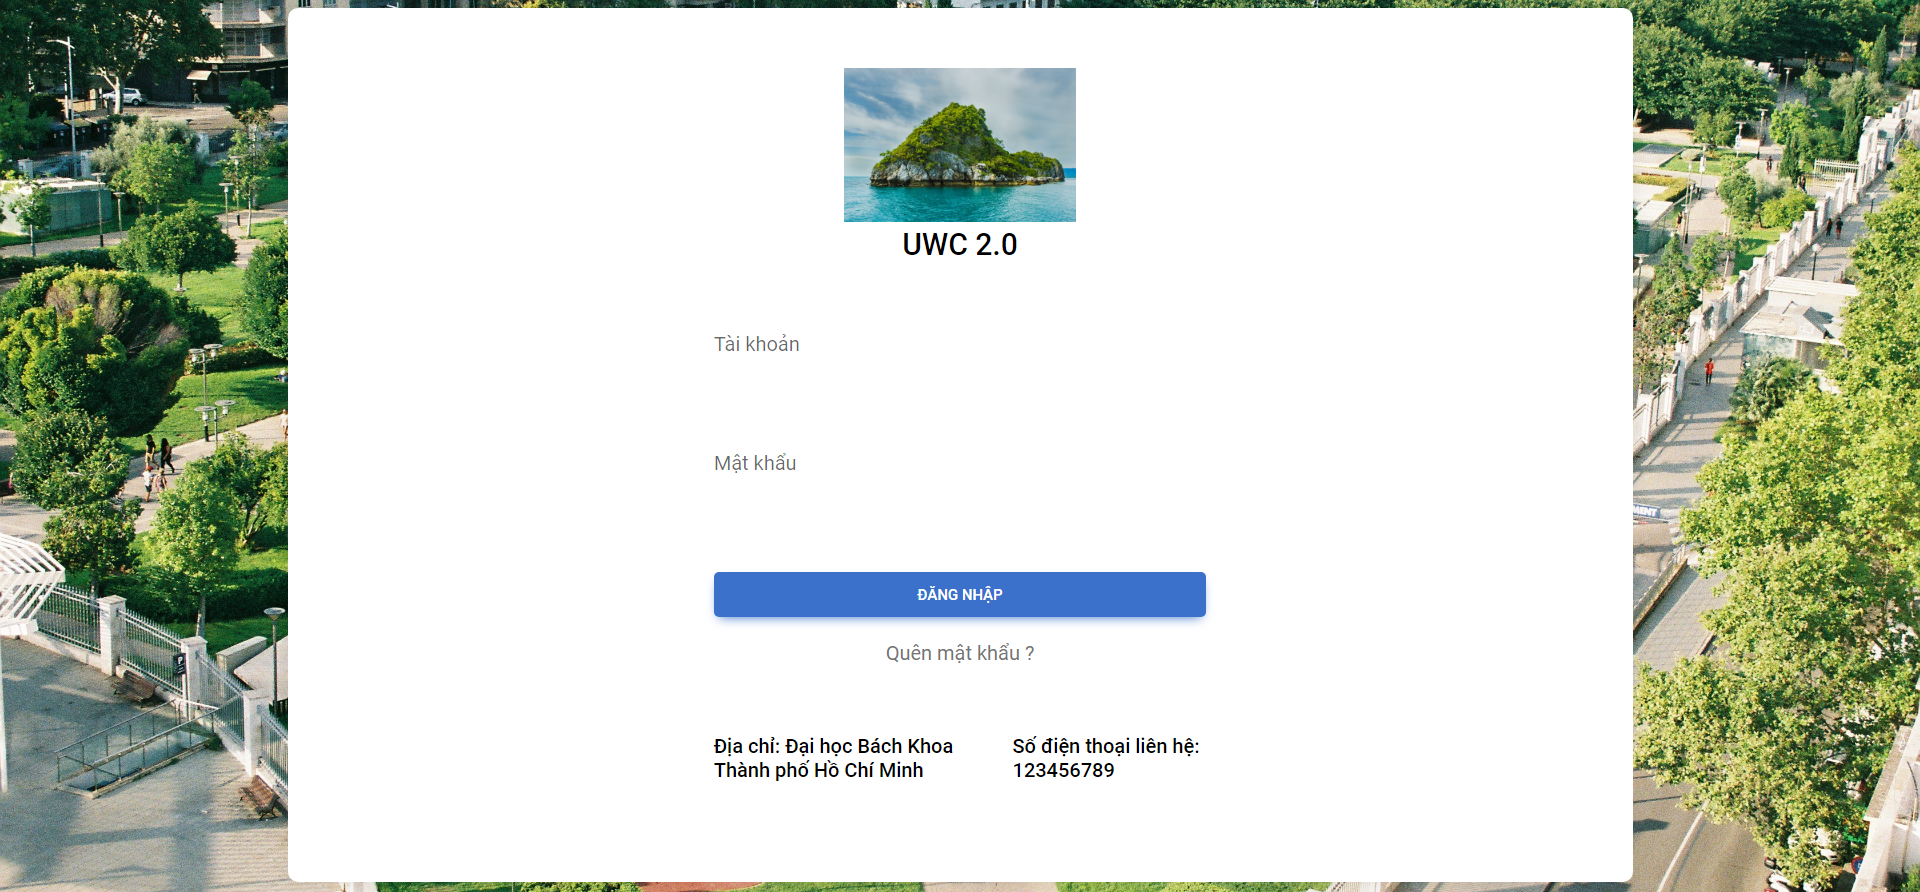 UWC 2.0
Tài khoản
Mật khẩu
ĐĂNG NHẬP
Quên mật khẩu ?
Địa chỉ: Đại học Bách Khoa
Thành phố Hồ Chí Minh
Số điện thoại liên hệ:
123456789